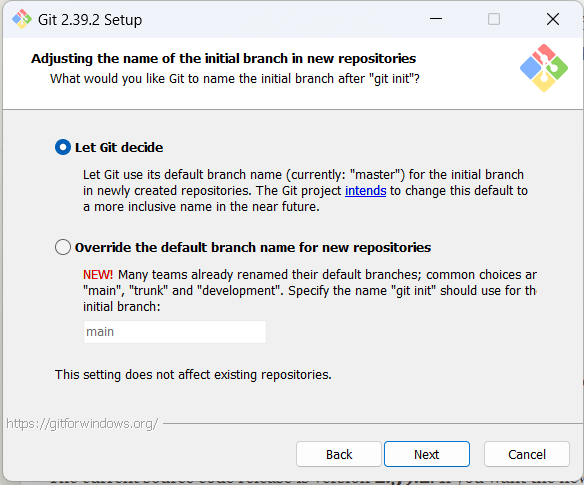 Git 2.39.2 Setup
Adjusting the name of the initial branch in new repositories
What would you like Git to name the initial branch after "git init"?
Let Git decide
Let Git use its default branch name (currently: "master") for the initial branch
in newly created repositories. The Git project intends to change this default to
a more inclusive name in the near future.
Override the default branch name for new repositories
NEW! Many teams already renamed their default branches; common choices ar
"main", "trunk" and "development". Specify the name "git init" should use for the
initial branch:
main
This setting does not affect existing repositories.
https://gitforwindows.org/
Back
Next
Cancel